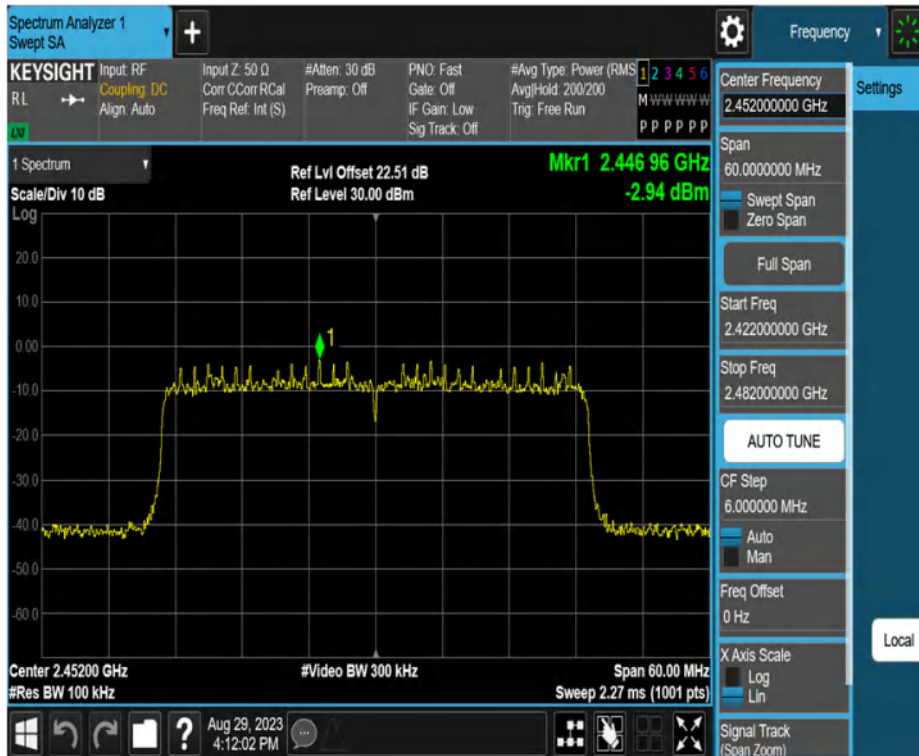 Spectrum Analyzer 1
Swept SA
+
Frequency
KEYSIGHT
RL
LXI
Input: RF
Coupling: DC
Align: Auto
Input Z: 50 Ω
Corr CCorr RCal
Freq Ref: Int (S)
#Atten: 30 dB
Preamp: Off
PNO: Fast
Gate: Off
IF Gain: Low
Sig Track: Off
#Avg Type: Power (RMS
Avg|Hold: 200/200
Trig: Free Run
1 2 3 4 5 6
M W W W W W
P P P P P P
1 Spectrum
Scale/Div 10 dB
Ref Lvl Offset 22.51 dB
Ref Level 30.00 dBm
Mkr1 2.446 96 GHz
-2.94 dBm
Log
20.0
10.0
0.00
-10.0
-20.0
-30.0
-40.0
-50.0
-60.0
1
Center 2.45200 GHz
#Res BW 100 kHz
#Video BW 300 kHz
Span 60.00 MHz
Sweep 2.27 ms (1001 pts)
?
Aug 29, 2023
4:12:02 PM
Center Frequency
2.452000000 GHz
Span
60.0000000 MHz
Swept Span
Zero Span
Full Span
Start Freq
2.422000000 GHz
Stop Freq
2.482000000 GHz
AUTO TUNE
CF Step
6.000000 MHz
Auto
Man
Freq Offset
0 Hz
X Axis Scale
Log
Lin
Signal Track
(Span Zoom)
Settings
Local